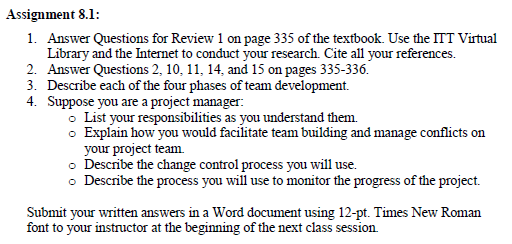 Assignment 8.1:
1. Answer Questions for Review 1 on page 335 of the textbook. Use the ITT Virtual
Library and the Internet to conduct your research. Cite all your references.
2. Answer Questions 2, 10, 11, 14, and 15 on pages 335-336.
3. Describe each of the four phases of team development.
4. Suppose you are a project manager:
o List your responsibilities as you understand them.
o Explain how you would facilitate team building and manage conflicts on
your project team.
o Describe the change control process you will use.
o Describe the process you will use to monitor the progress of the project.
Submit your written answers in a Word document using 12-pt. Times New Roman
font to your instructor at the beginning of the next class session.